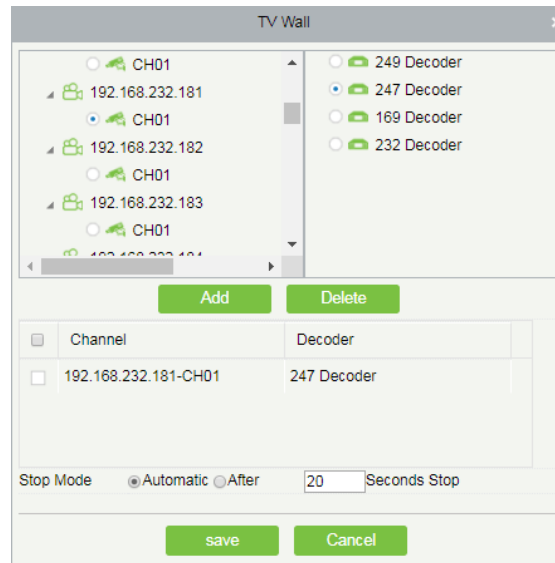 TV Wall
CH01
192.168.232.181
CH01
192.168.232.182
CH01
192.168.232.183
CH01
249 Decoder
247 Decoder
169 Decoder
232 Decoder
Add Delete
Channel Decoder
192.168.232.181-CH01 247 Decoder
Stop Mode Automatic After 20 Seconds Stop
save Cancel